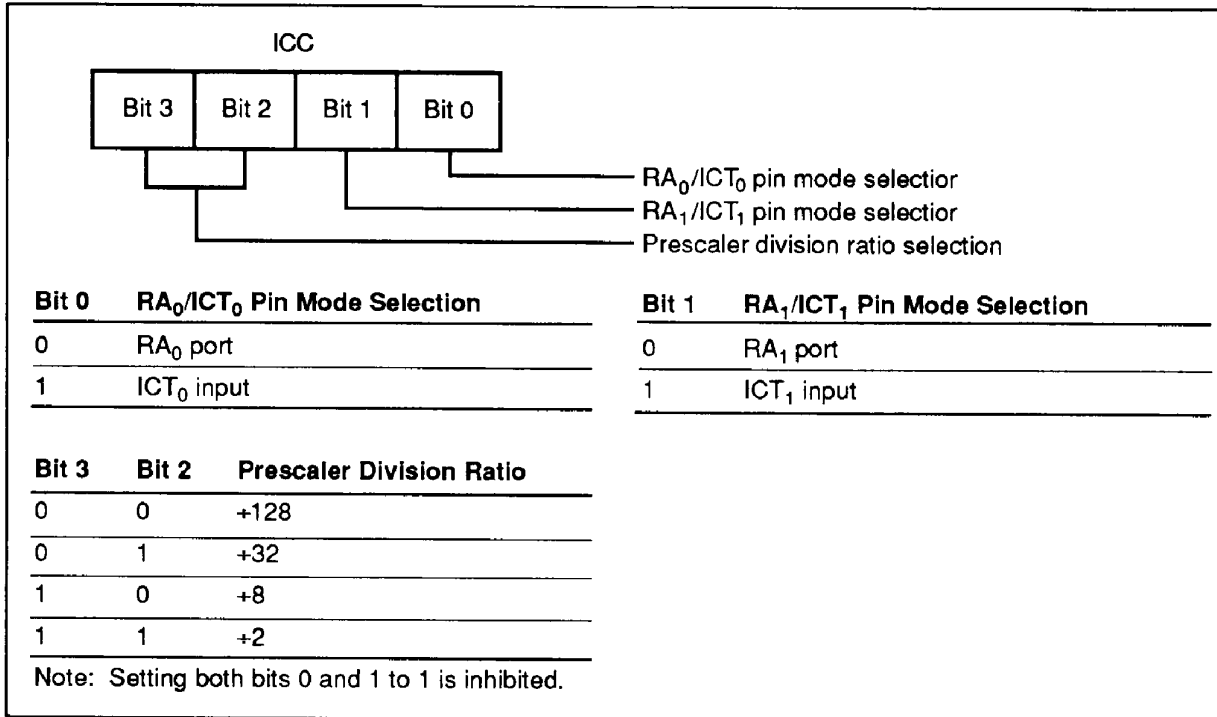 ICC
Bit 3 Bit 2 Bit 1 Bit 0
RA₀/ICT₀ pin mode selectior
RA₁/ICT₁ pin mode selectior
Prescaler division ratio selection
Bit 0 RA₀/ICT₀ Pin Mode Selection
0 RA₀ port
1 ICT₀ input
Bit 1 RA₁/ICT₁ Pin Mode Selection
0 RA₁ port
1 ICT₁ input
Bit 3 Bit 2 Prescaler Division Ratio
0 0 +128
0 1 +32
1 0 +8
1 1 +2
Note: Setting both bits 0 and 1 to 1 is inhibited.